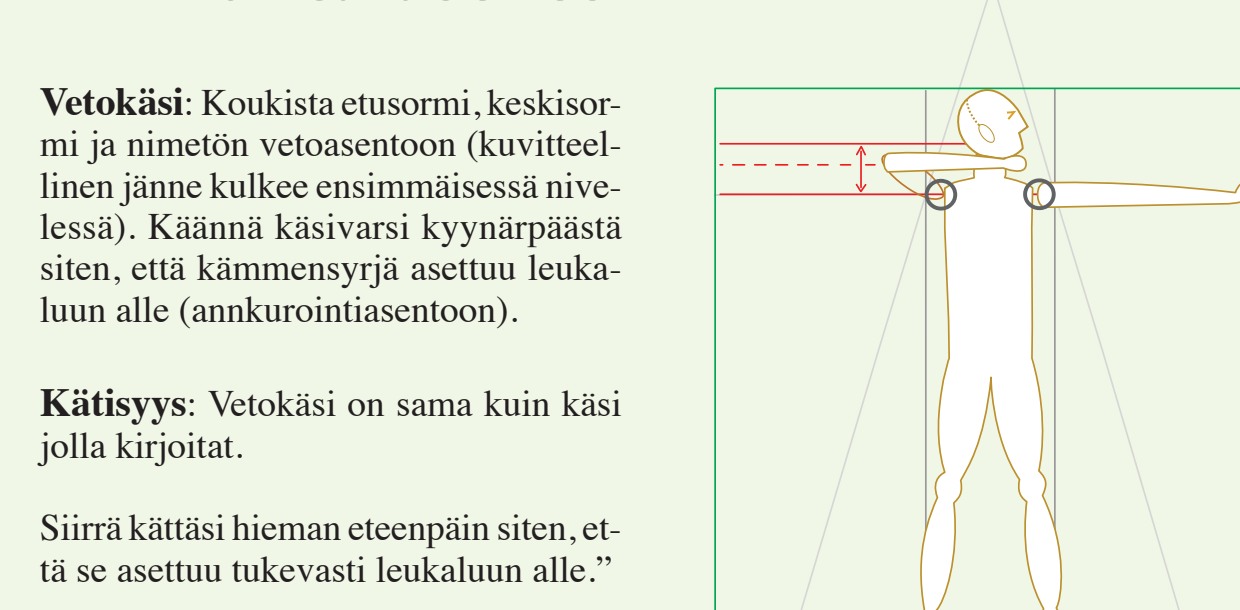 Vetokäsi: Koukista etusormi, keskisor-
mi ja nimetön vetoasentoon (kuvitteel-
linen jänne kulkee ensimmäisessä nive-
lessä). Käännä käsivarsi kyynärpäästä
siten, että kämmensyrjä asettuu leuka-
luun alle (annkurointiasentoon).
Kätisyys: Vetokäsi on sama kuin käsi
jolla kirjoitat.
Siirrä kättäsi hieman eteenpäin siten, et-
tä se asettuu tukevasti leukaluun alle.”